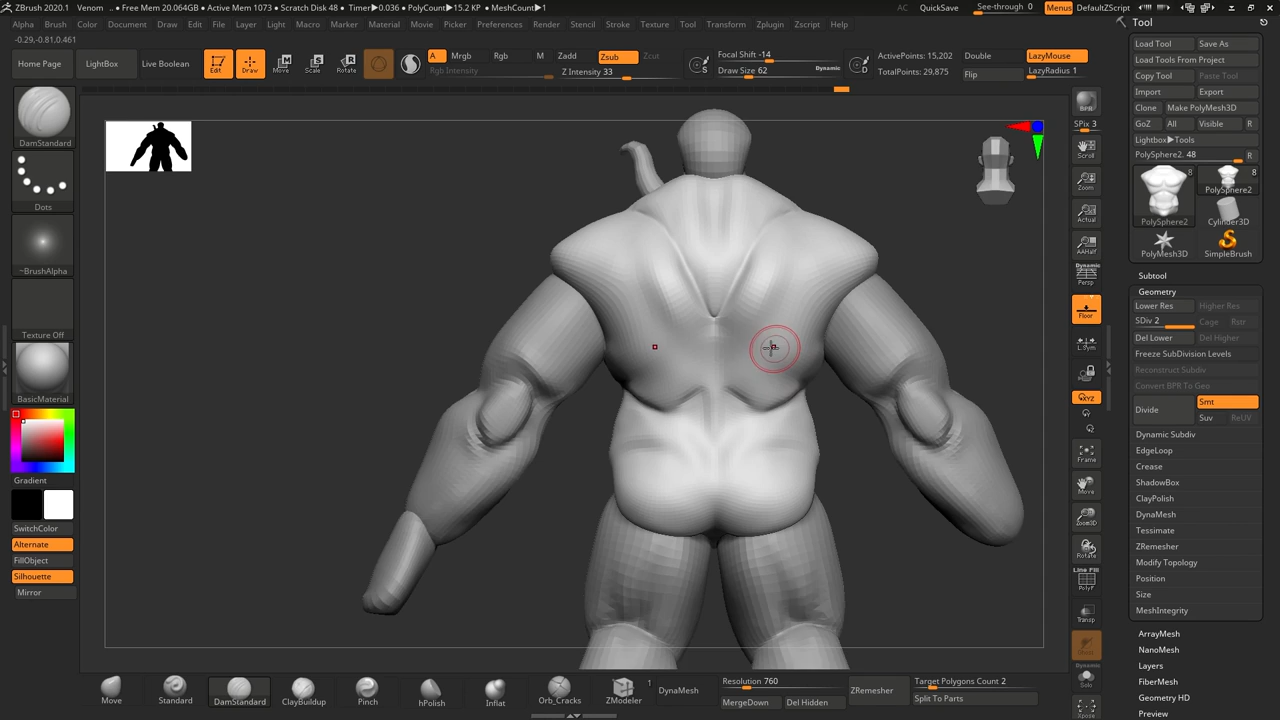 ZBrush 2020.1 Venom .. ● Free Mem 20.064GB ● Active Mem 1073 ● Scratch Disk 48 ● Timer▶0.036 ● PolyCount▶15.2 KP ● MeshCount▶1 AC QuickSave See-through 0 Menus DefaultZScript
Alpha Brush Color Document Draw Edit File Layer Light Macro Marker Material Movie Picker Preferences Render Stencil Stroke Texture Tool Transform Zplugin Zscript Help
-0.29,-0.81,0.461
Home Page LightBox Live Boolean Edit Draw Move Scale Rotate
A Mrgb Rgb M Zadd Zsub Zcut
Rgb Intensity Z Intensity 33
Focal Shift -14
Draw Size 62 Dynamic
S D
ActivePoints: 15,202
TotalPoints: 29,875
Double LazyMouse
Flip LazyRadius 1
DamStandard
Dots
~BrushAlpha
Texture Off
BasicMaterial
Gradient
SwitchColor
Alternate
FillObject
Silhouette
Mirror
BPR
SPix 3
Scroll
Zoom
Actual
AAHalf
Dynamic
Persp
Floor
L.Sym
XYZ
Frame
Move
Zoom3D
Rotate
Line Fill
PolyF
Transp
Dynamic
Solo
Xpose
Tool
Load Tool Save As
Load Tools From Project
Copy Tool Paste Tool
Import Export
Clone Make PolyMesh3D
GoZ All Visible R
Lightbox▶Tools
PolySphere2. 48 R
8 8
PolySphere2
PolySphere2 Cylinder3D
PolyMesh3D SimpleBrush
Subtool
Geometry
Lower Res Higher Res
SDiv 2 Cage Rstr
Del Lower Del Higher
Freeze SubDivision Levels
Reconstruct Subdiv
Convert BPR To Geo
Divide Smt
Suv ReUV
Dynamic Subdiv
EdgeLoop
Crease
ShadowBox
ClayPolish
DynaMesh
Tessimate
ZRemesher
Modify Topology
Position
Size
MeshIntegrity
ArrayMesh
NanoMesh
Layers
FiberMesh
Geometry HD
Preview
Move Standard DamStandard ClayBuildup Pinch hPolish Inflat Orb_Cracks ZModeler
1
DynaMesh
Resolution 760
MergeDown Del Hidden
ZRemesher
Target Polygons Count 2
Split To Parts